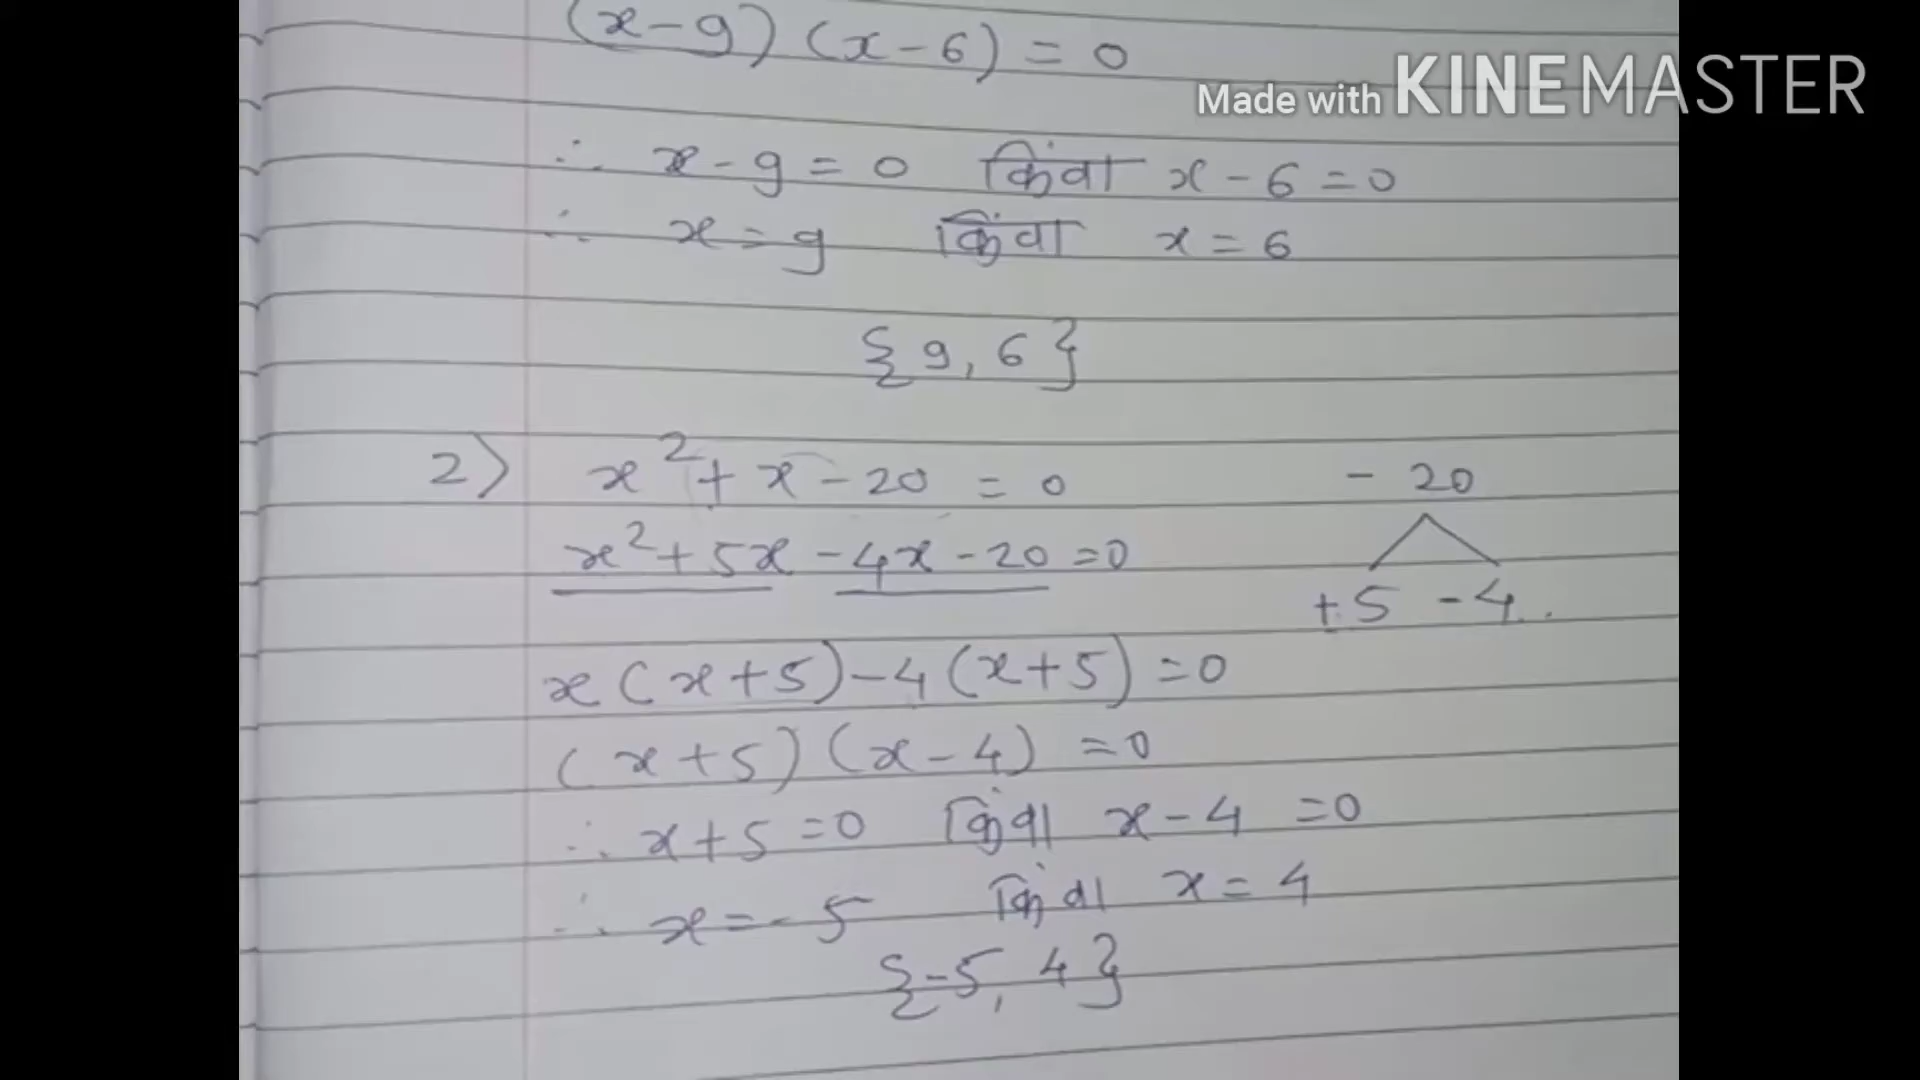 (x-9) (x-6) = 0
Made with KINEMASTER
∴ x-9=0 किंवा x-6=0
∴ x=9 किंवा x=6
{9,6}
2) x²+x-20 = 0
- 20
x²+5x-4x-20=0
+5 -4
x(x+5)-4(x+5)=0
(x+5)(x-4)=0
∴ x+5=0 किंवा x-4=0
∴ x=-5 किंवा x=4
{-5,4}